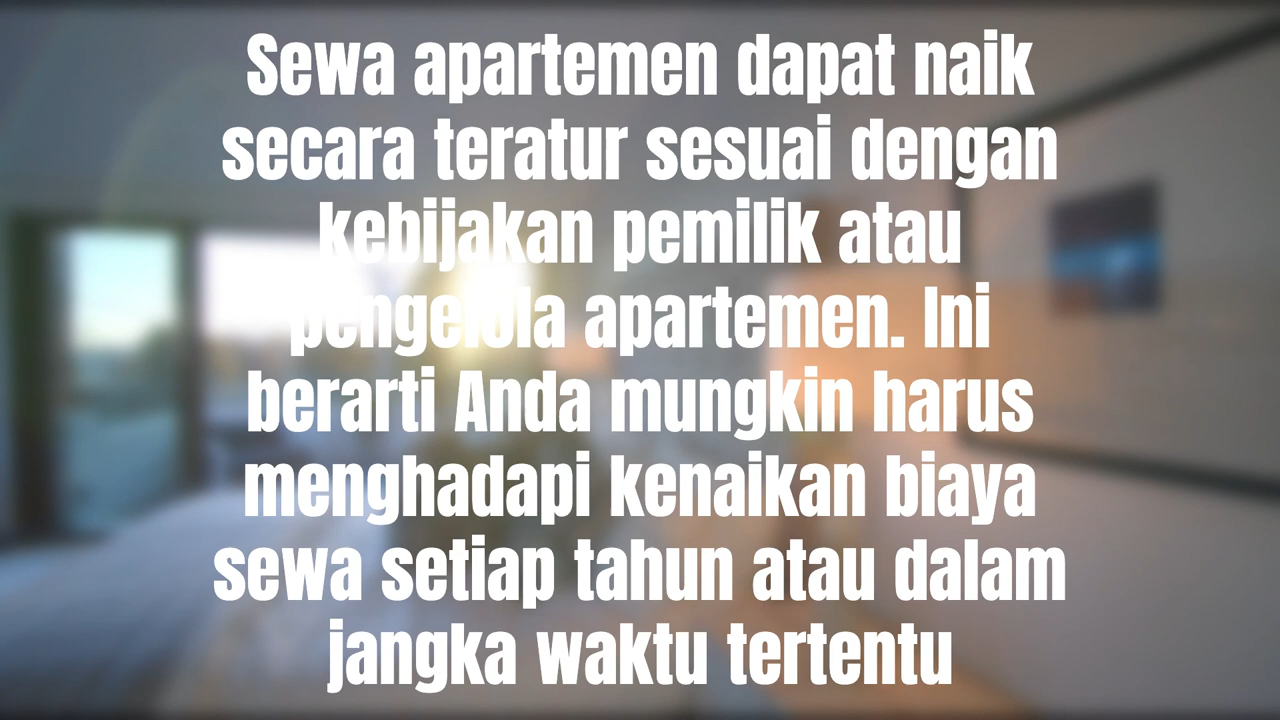 Sewa apartemen dapat naik
secara teratur sesuai dengan
kebijakan pemilik atau
pengelola apartemen. Ini
berarti Anda mungkin harus
menghadapi kenaikan biaya
sewa setiap tahun atau dalam
jangka waktu tertentu